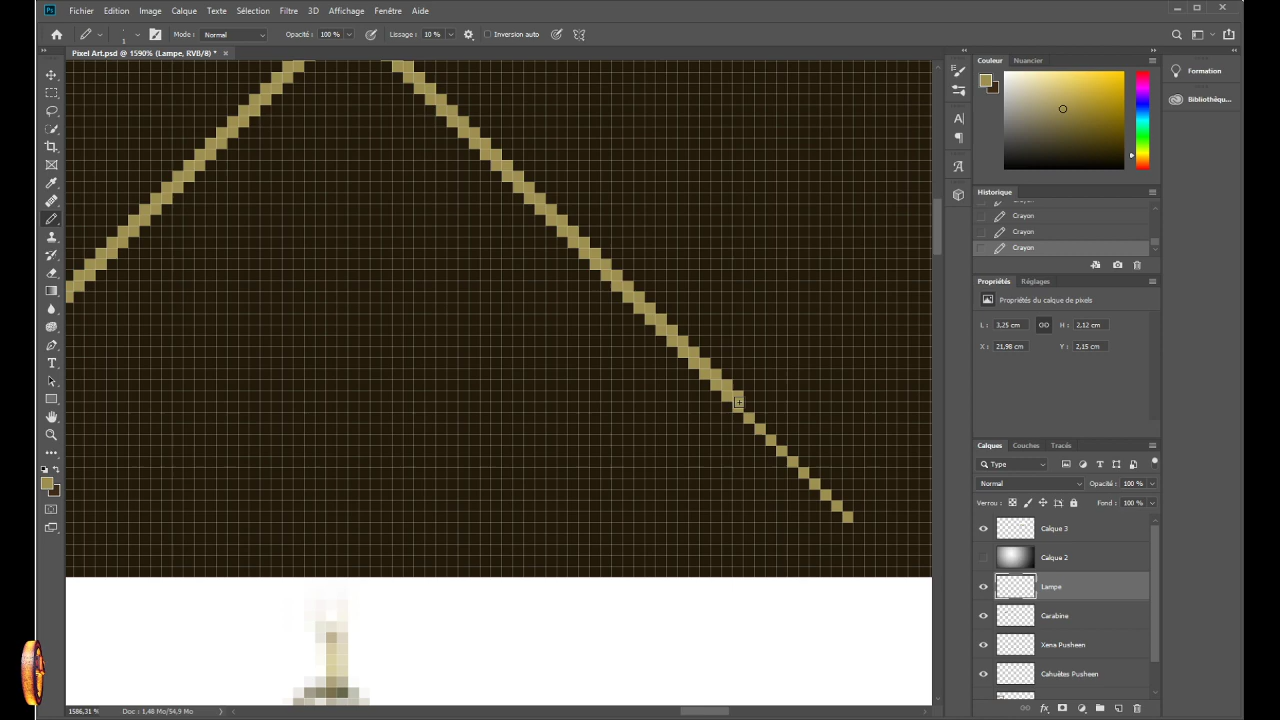 Fichier Edition Image Calque Texte Sélection Filtre 3D Affichage Fenêtre Aide
1 Mode : Normal Opacité : 100 % Lissage : 10 % Inversion auto
Pixel Art.psd @ 1590% (Lampe, RVB/8) * ×
Couleur Nuancier
Formation
Bibliothèqu...
Historique
Crayon
Crayon
Crayon
Propriétés Réglages
Propriétés du calque de pixels
L : 3,25 cm H : 2,12 cm
X : 21,98 cm Y : 2,15 cm
Calques Couches Tracés
Type
Normal Opacité : 100 %
Verrou : Fond : 100 %
Calque 3
Calque 2
Lampe
Carabine
Xena Pusheen
Cahuètes Pusheen
1586,31 % Doc : 1,48 Mo/54,9 Mo